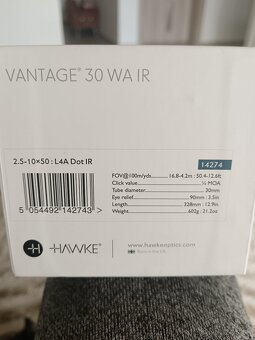 VANTAGE® 30 WA IR
2.5-10×50 : L4A Dot IR
14274
FOV@100m/yds 16.8-4.2m : 50.4-12.6ft
Click value ¼ MOA
Tube diameter 30mm
Eye relief 90mm : 3.5in
Length 328mm : 12.9in
Weight 602g : 21.2oz
5 054492 142743 >
H HAWKE®
www.hawkeoptics.com